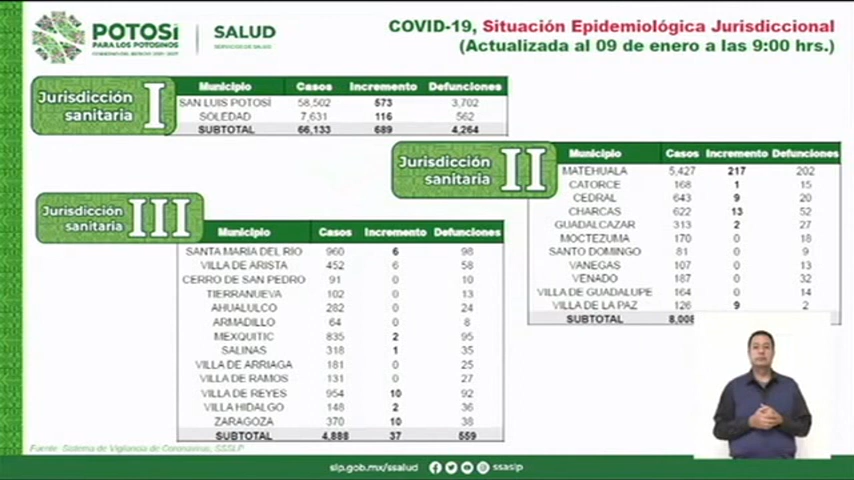 POTOSÍ
PARA LOS POTOSINOS
SALUD
SERVICIOS DE SALUD
COVID-19, Situación Epidemiológica Jurisdiccional
(Actualizada al 09 de enero a las 9:00 hrs.)
Jurisdicción sanitaria I
Municipio Casos Incremento Defunciones
SAN LUIS POTOSÍ 58,502 573 3,702
SOLEDAD 7,631 116 562
SUBTOTAL 66,133 689 4,264
Jurisdicción sanitaria II
Municipio Casos Incremento Defunciones
MATEHUALA 5,427 217 202
CATORCE 168 1 15
CEDRAL 643 9 20
CHARCAS 622 13 52
GUADALCAZAR 313 2 27
MOCTEZUMA 170 0 18
SANTO DOMINGO 81 0 9
VANEGAS 107 0 13
VENADO 187 0 32
VILLA DE GUADALUPE 164 0 14
VILLA DE LA PAZ 126 9 2
SUBTOTAL 8,008
Jurisdicción sanitaria III
Municipio Casos Incremento Defunciones
SANTA MARIA DEL RIO 960 6 98
VILLA DE ARISTA 452 6 58
CERRO DE SAN PEDRO 91 0 10
TIERRANUEVA 102 0 13
AHUALULCO 282 0 24
ARMADILLO 64 0 8
MEXQUITIC 835 2 95
SALINAS 318 1 35
VILLA DE ARRIAGA 181 0 25
VILLA DE RAMOS 131 0 27
VILLA DE REYES 954 10 92
VILLA HIDALGO 148 2 36
ZARAGOZA 370 10 38
SUBTOTAL 4,888 37 559
Fuente: Sistema de Vigilancia de Coronavirus, SSSLP
slp.gob.mx/ssalud ssaslp